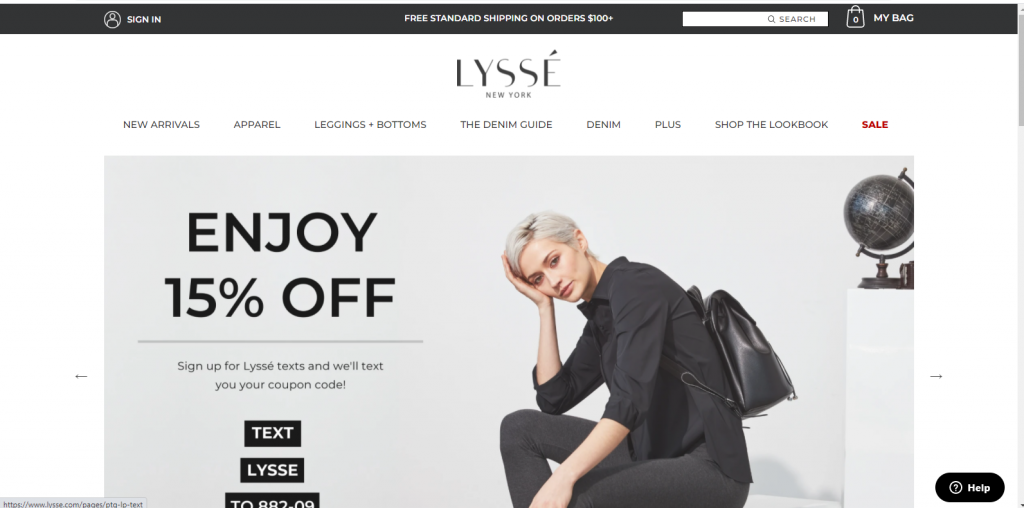 SIGN IN
FREE STANDARD SHIPPING ON ORDERS $100+
SEARCH
0
MY BAG
LYSSÉ
NEW YORK
NEW ARRIVALS
APPAREL
LEGGINGS + BOTTOMS
THE DENIM GUIDE
DENIM
PLUS
SHOP THE LOOKBOOK
SALE
ENJOY
15% OFF
Sign up for Lyssé texts and we'll text
you your coupon code!
←
→
TEXT
LYSSE
TO 882-09
? Help
https://www.lysse.com/pages/ptg-lp-text